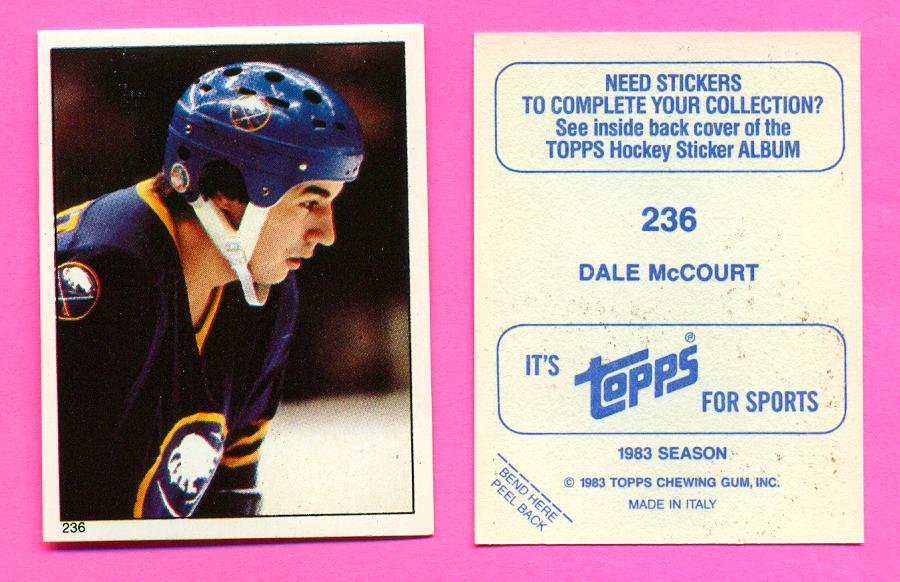 236
NEED STICKERS
TO COMPLETE YOUR COLLECTION?
See inside back cover of the
TOPPS Hockey Sticker ALBUM
236
DALE McCOURT
IT'S topps® FOR SPORTS
1983 SEASON
© 1983 TOPPS CHEWING GUM, INC.
MADE IN ITALY
BEND HERE
PEEL BACK